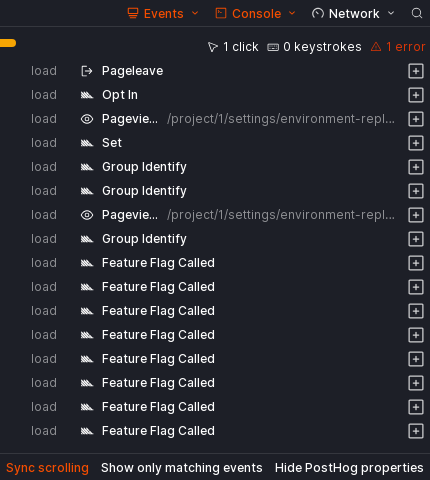 Events Console Network
1 click 0 keystrokes 1 error
load Pageleave
load Opt In
load Pagevie... /project/1/settings/environment-repl...
load Set
load Group Identify
load Group Identify
load Pagevie... /project/1/settings/environment-repl...
load Group Identify
load Feature Flag Called
load Feature Flag Called
load Feature Flag Called
load Feature Flag Called
load Feature Flag Called
load Feature Flag Called
load Feature Flag Called
load Feature Flag Called
Sync scrolling Show only matching events Hide PostHog properties